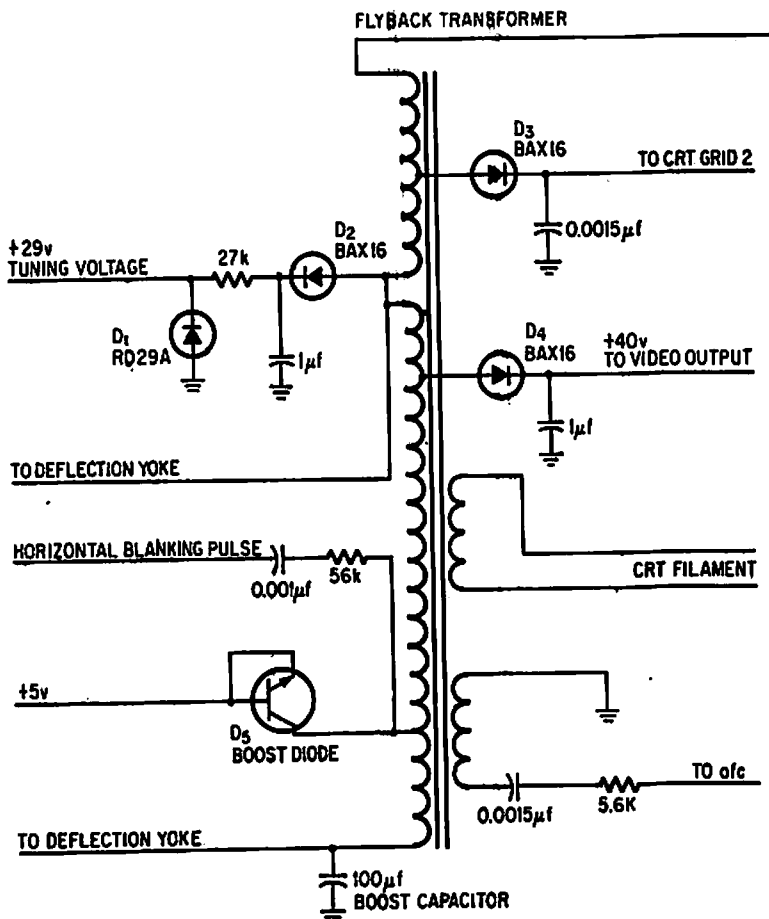 FLYBACK TRANSFORMER
D3
BAX16
TO CRT GRID 2
0.0015µf
+29v
TUNING VOLTAGE
27k
D2
BAX16
D1
RD29A
1µf
D4
BAX16
+40v
TO VIDEO OUTPUT
1µf
TO DEFLECTION YOKE
HORIZONTAL BLANKING PULSE
0.001µf
56k
CRT FILAMENT
+5v
D5
BOOST DIODE
TO afc
0.0015µf
5.6K
TO DEFLECTION YOKE
100µf
BOOST CAPACITOR